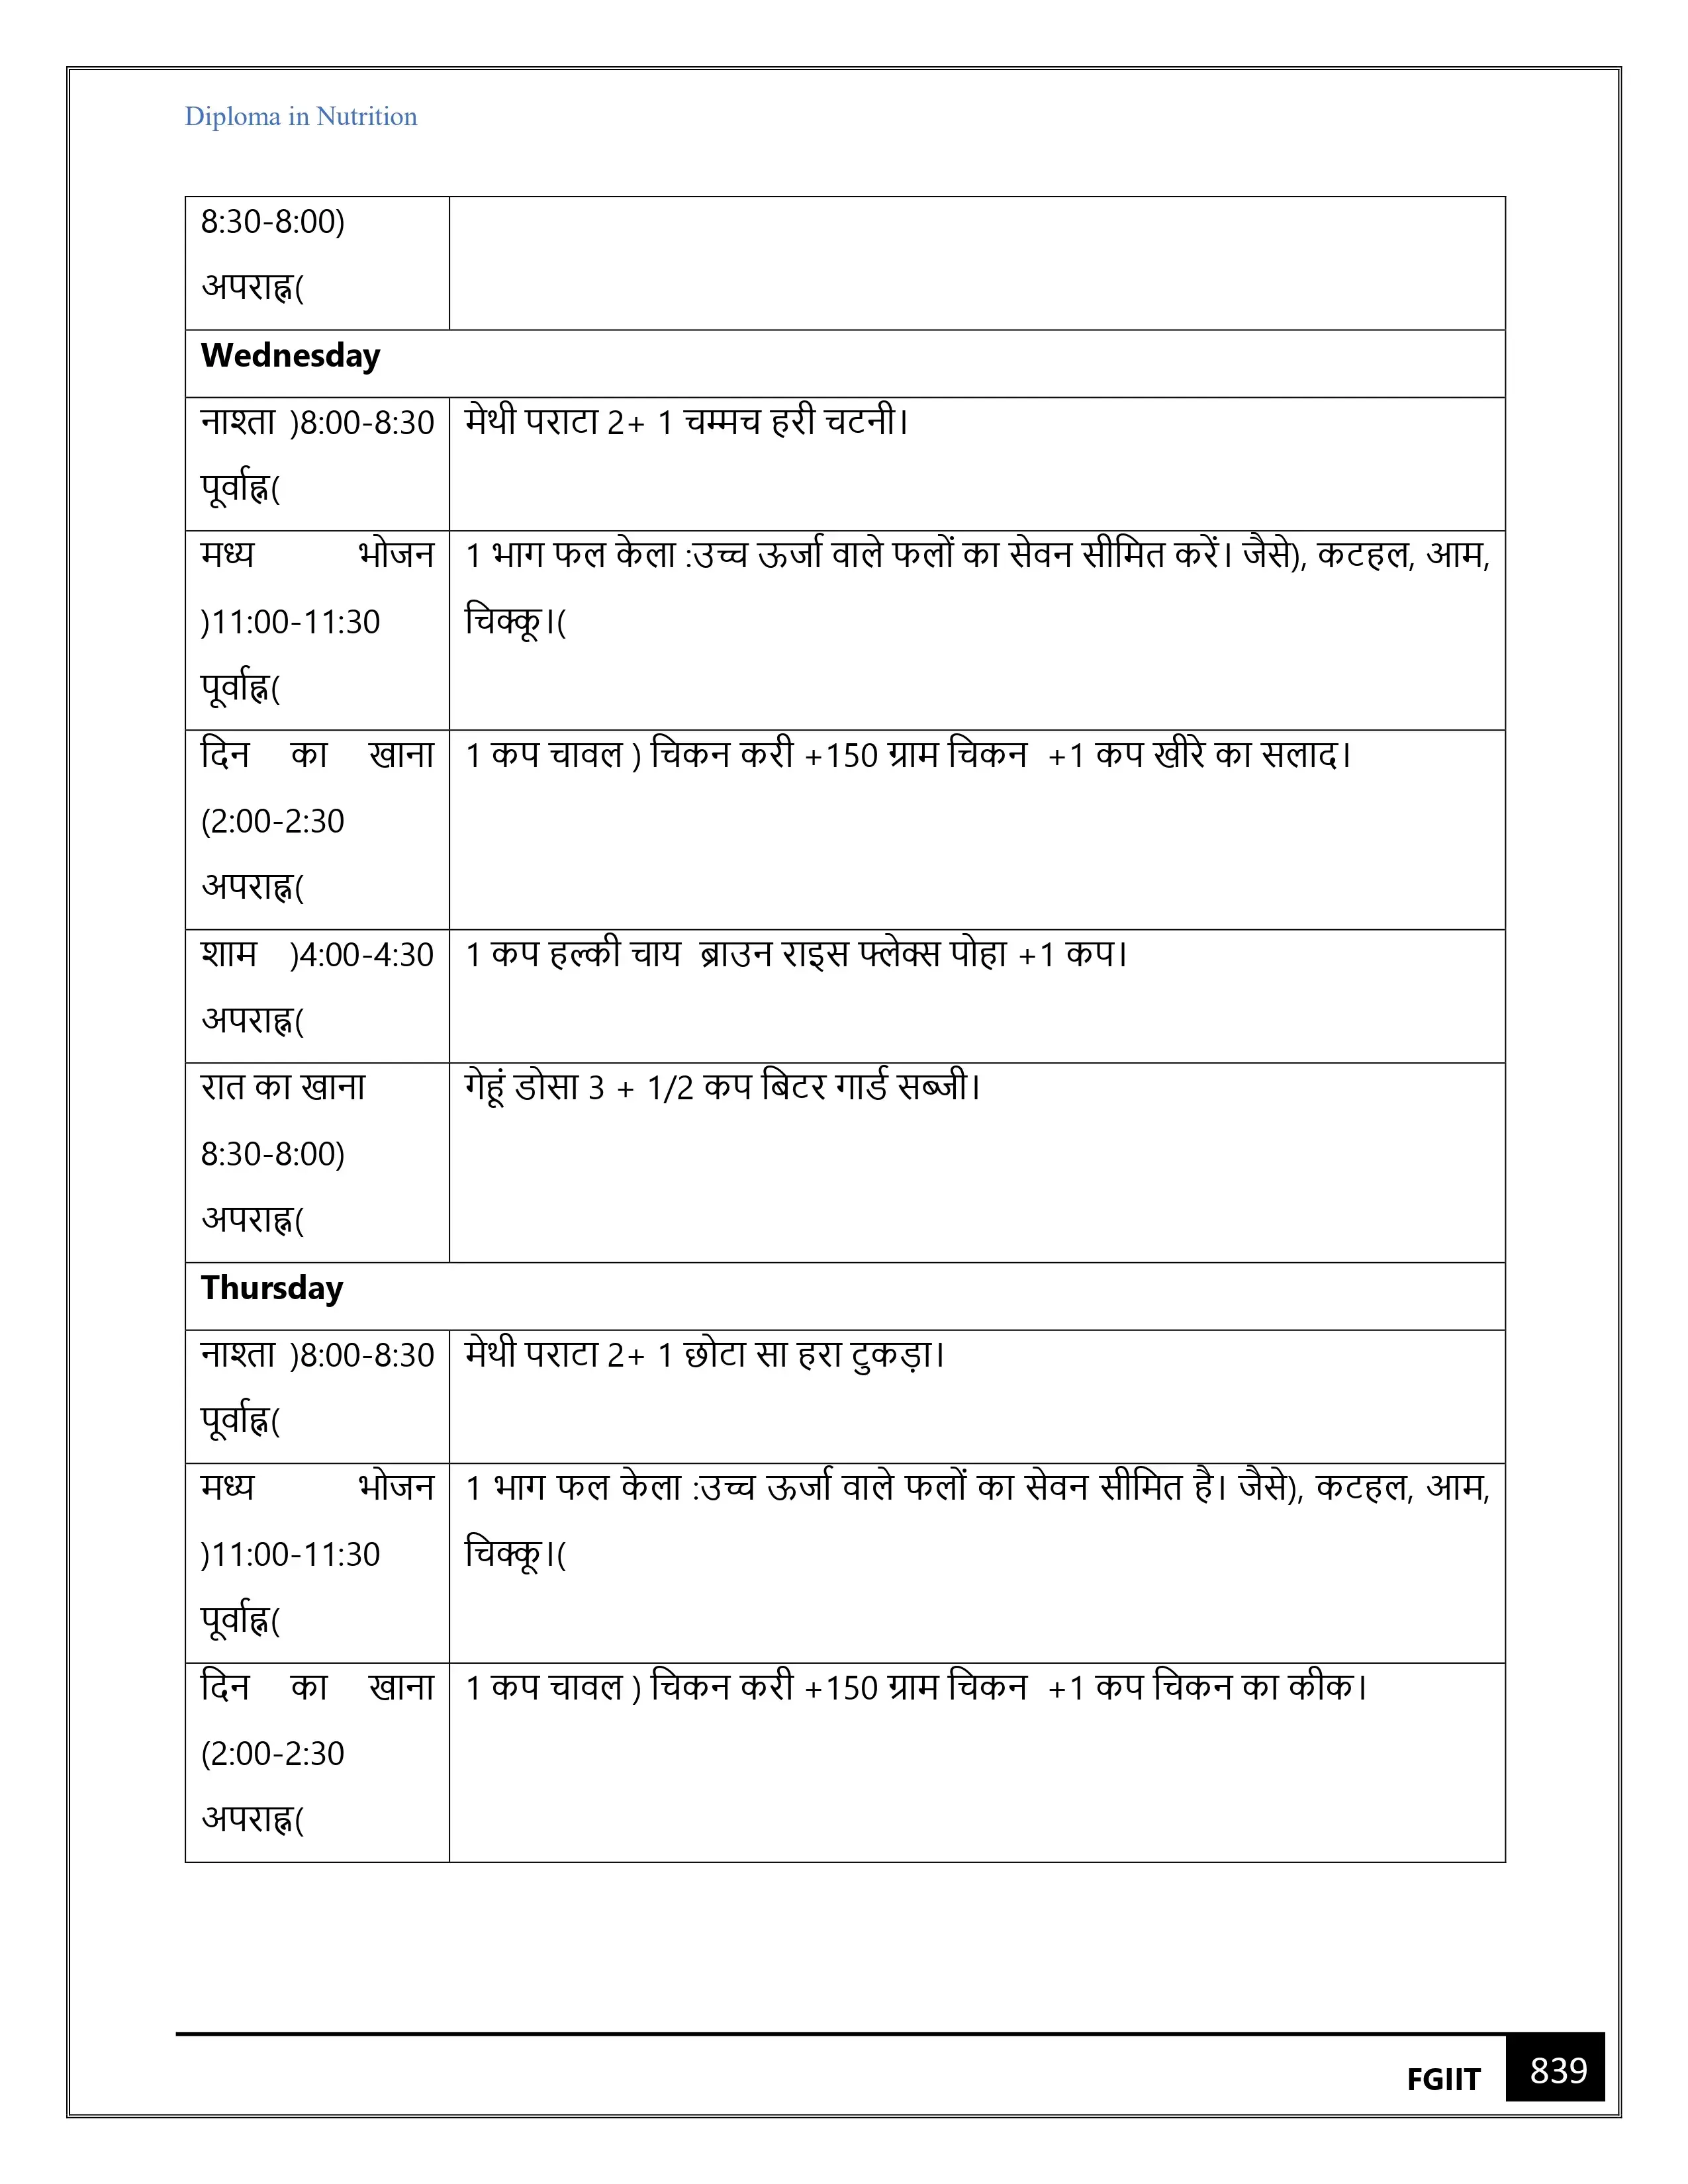 Diploma in Nutrition
8:30-8:00)
अपराह्न(
Wednesday
नाश्ता )8:00-8:30
पूर्वाह्न(
मेथी पराटा 2+ 1 चम्मच हरी चटनी।
मध्य भोजन
)11:00-11:30
पूर्वाह्न(
1 भाग फल केला :उच्च ऊर्जा वाले फलों का सेवन सीमित करें। जैसे), कटहल, आम,
चिक्कू।(
दिन का खाना
(2:00-2:30
अपराह्न(
1 कप चावल ) चिकन करी +150 ग्राम चिकन +1 कप खीरे का सलाद।
शाम )4:00-4:30
अपराह्न(
1 कप हल्की चाय ब्राउन राइस फ्लेक्स पोहा +1 कप।
रात का खाना
8:30-8:00)
अपराह्न(
गेहूं डोसा 3 + 1/2 कप बिटर गार्ड सब्जी।
Thursday
नाश्ता )8:00-8:30
पूर्वाह्न(
मेथी पराटा 2+ 1 छोटा सा हरा टुकड़ा।
मध्य भोजन
)11:00-11:30
पूर्वाह्न(
1 भाग फल केला :उच्च ऊर्जा वाले फलों का सेवन सीमित है। जैसे), कटहल, आम,
चिक्कू।(
दिन का खाना
(2:00-2:30
अपराह्न(
1 कप चावल ) चिकन करी +150 ग्राम चिकन +1 कप चिकन का कीक।
FGIIT 839